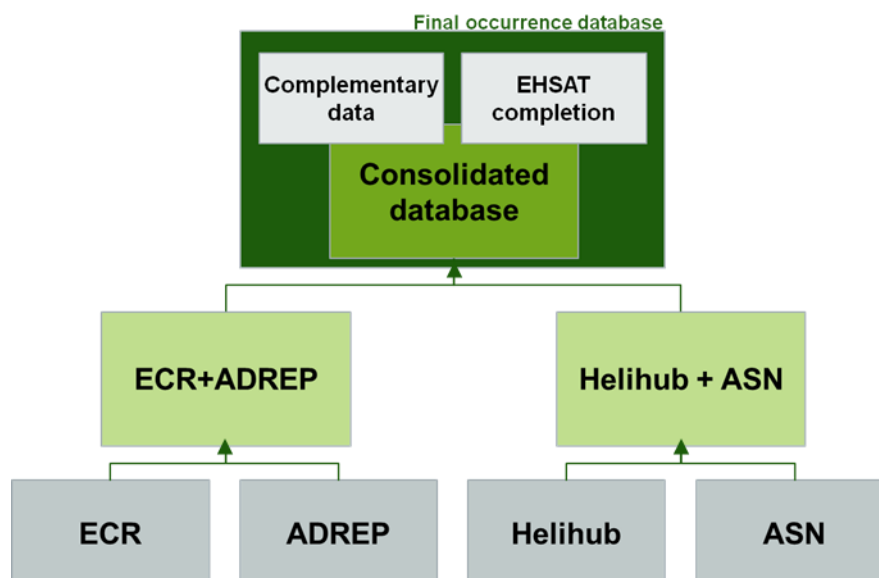 Final occurrence database
Complementary
data
EHSAT
completion
Consolidated
database
ECR+ADREP
Helihub + ASN
ECR
ADREP
Helihub
ASN